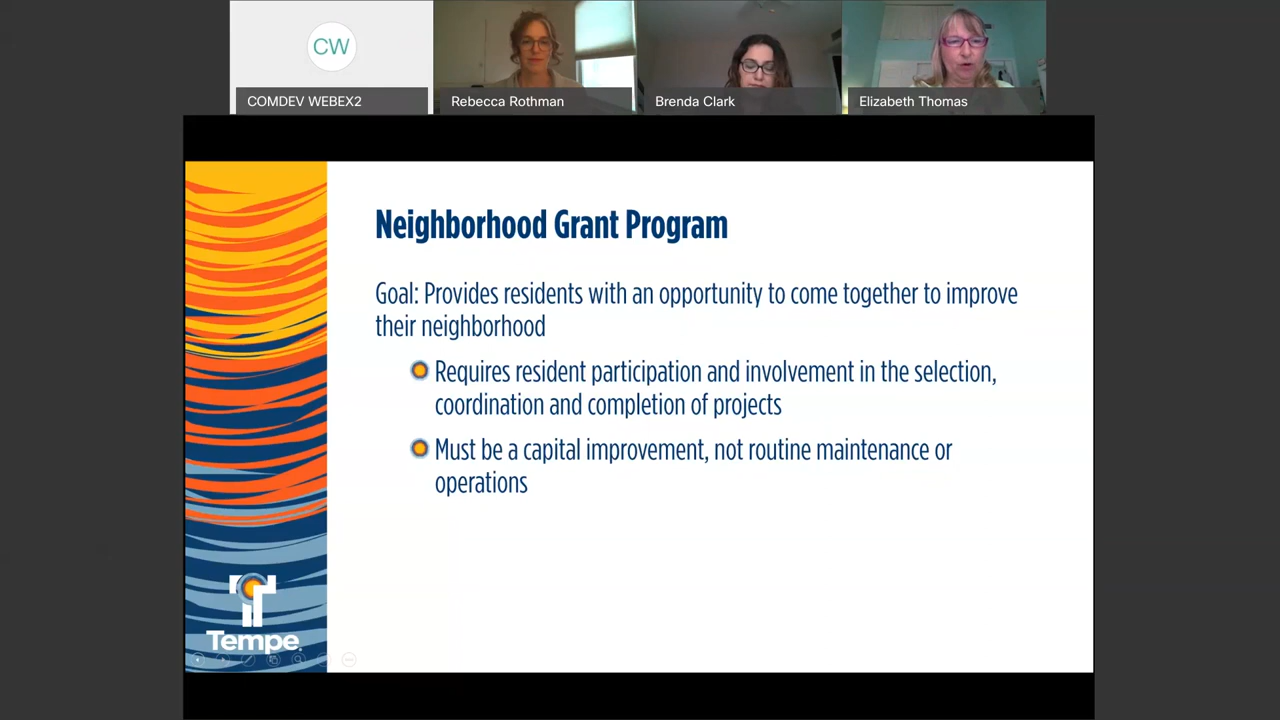 CW
COMDEV WEBEX2
Rebecca Rothman
Brenda Clark
Elizabeth Thomas
Neighborhood Grant Program
Goal: Provides residents with an opportunity to come together to improve
their neighborhood
Requires resident participation and involvement in the selection,
coordination and completion of projects
Must be a capital improvement, not routine maintenance or
operations
Tempe